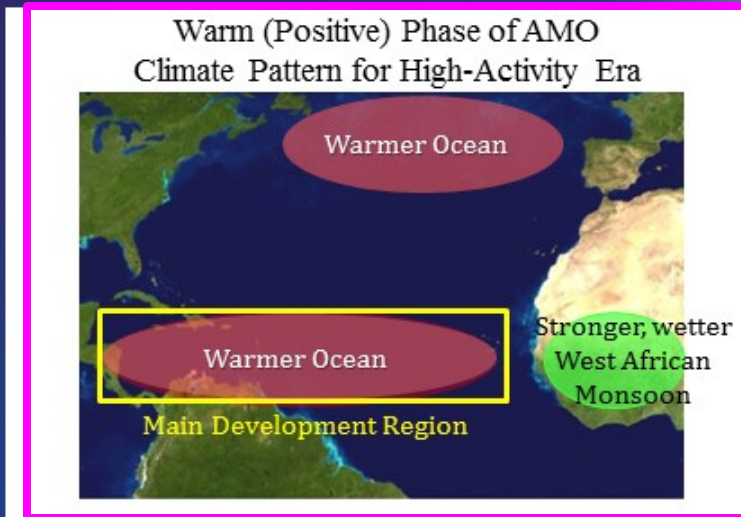 Warm (Positive) Phase of AMO
Climate Pattern for High-Activity Era
Warmer Ocean
Stronger, wetter
West African
Monsoon
Warmer Ocean
Main Development Region